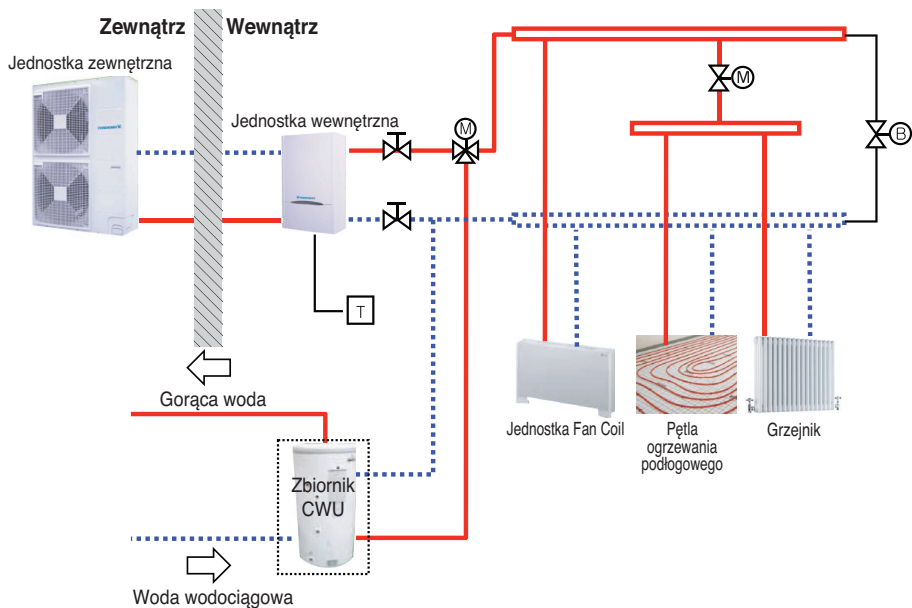 Zewnątrz
Wewnątrz
Jednostka zewnętrzna
Jednostka wewnętrzna
M
M
B
T
Gorąca woda
Zbiornik
CWU
Woda wodociągowa
Jednostka Fan Coil
Pętla
ogrzewania
podłogowego
Grzejnik